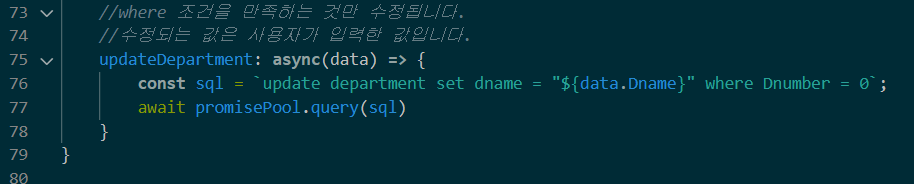 73 //where 조건을 만족하는 것만 수정됩니다.
74 //수정되는 값은 사용자가 입력한 값입니다.
75 updateDepartment: async(data) => {
76 const sql = `update department set dname = "${data.Dname}" where Dnumber = 0`;
77 await promisePool.query(sql)
78 }
79 }
80